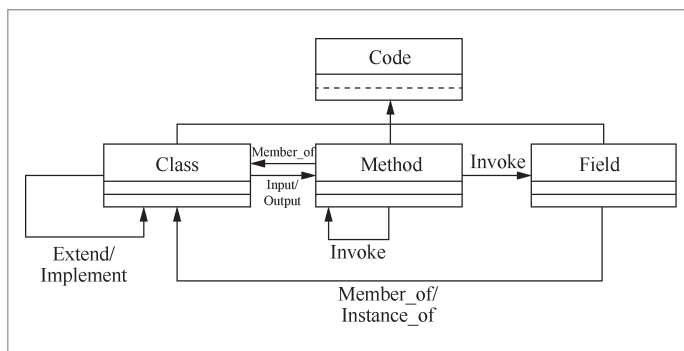 Code
Class
Member_of
Input/
Output
Method
Invoke
Field
Extend/
Implement
Invoke
Member_of/
Instance_of